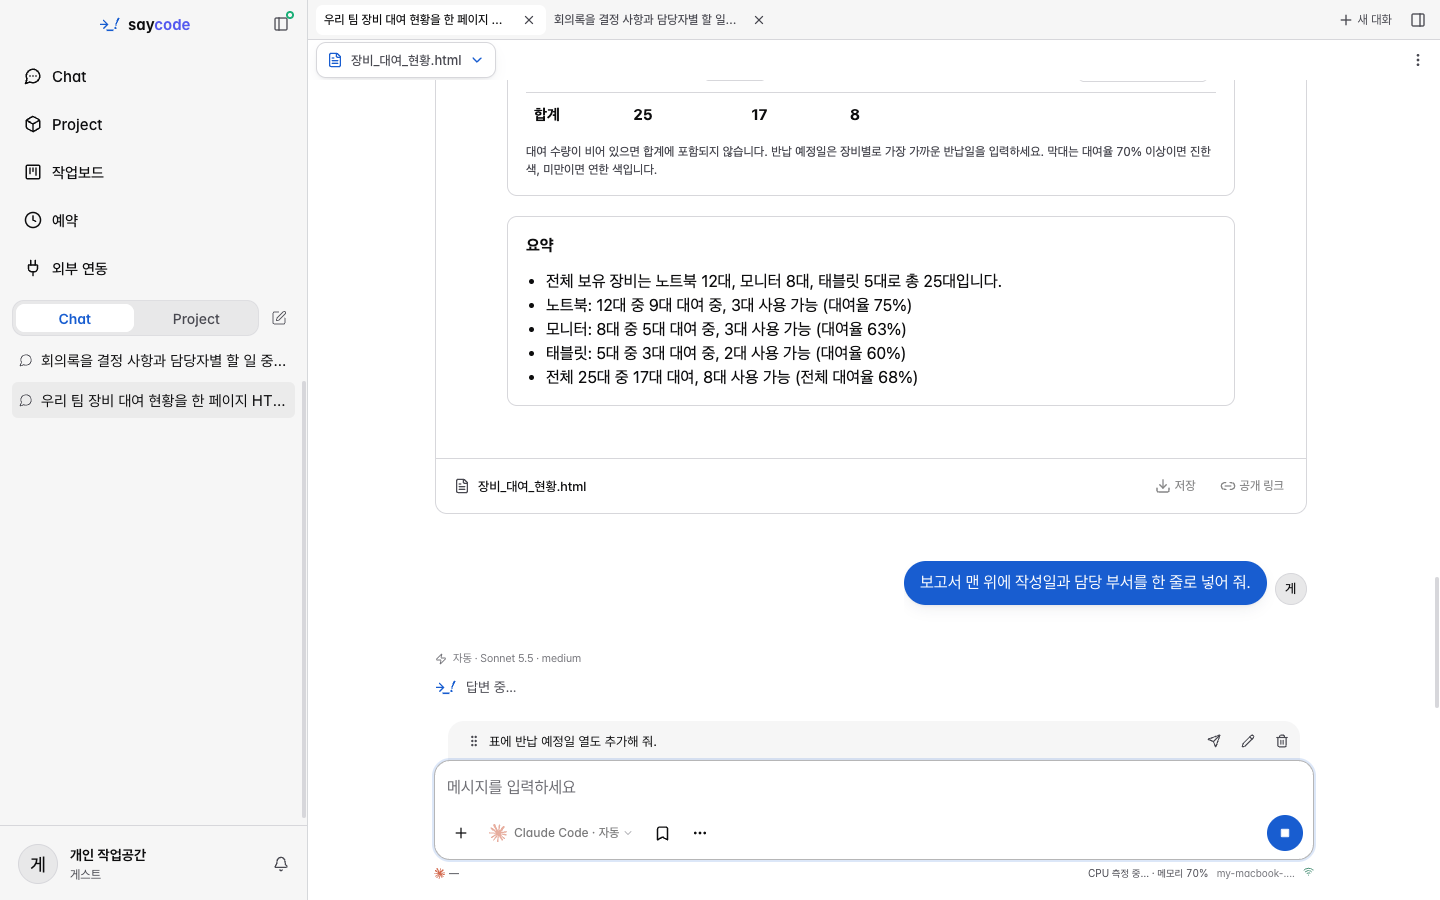 saycode
Chat
Project
작업보드
예약
외부 연동
Chat
Project
회의록을 결정 사항과 담당자별 할 일 중...
우리 팀 장비 대여 현황을 한 페이지 HT...
게
개인 작업공간
게스트
우리 팀 장비 대여 현황을 한 페이지 ...
회의록을 결정 사항과 담당자별 할 일...
새 대화
장비_대여_현황.html
합계 25 17 8
대여 수량이 비어 있으면 합계에 포함되지 않습니다. 반납 예정일은 장비별로 가장 가까운 반납일을 입력하세요. 막대는 대여율 70% 이상이면 진한
색, 미만이면 연한 색입니다.
요약
• 전체 보유 장비는 노트북 12대, 모니터 8대, 태블릿 5대로 총 25대입니다.
• 노트북: 12대 중 9대 대여 중, 3대 사용 가능 (대여율 75%)
• 모니터: 8대 중 5대 대여 중, 3대 사용 가능 (대여율 63%)
• 태블릿: 5대 중 3대 대여 중, 2대 사용 가능 (대여율 60%)
• 전체 25대 중 17대 대여, 8대 사용 가능 (전체 대여율 68%)
장비_대여_현황.html
저장
공개 링크
보고서 맨 위에 작성일과 담당 부서를 한 줄로 넣어 줘.
게
자동 · Sonnet 5.5 · medium
답변 중...
표에 반납 예정일 열도 추가해 줘.
메시지를 입력하세요
Claude Code · 자동
—
CPU 측정 중... · 메모리 70%
my-macbook-....